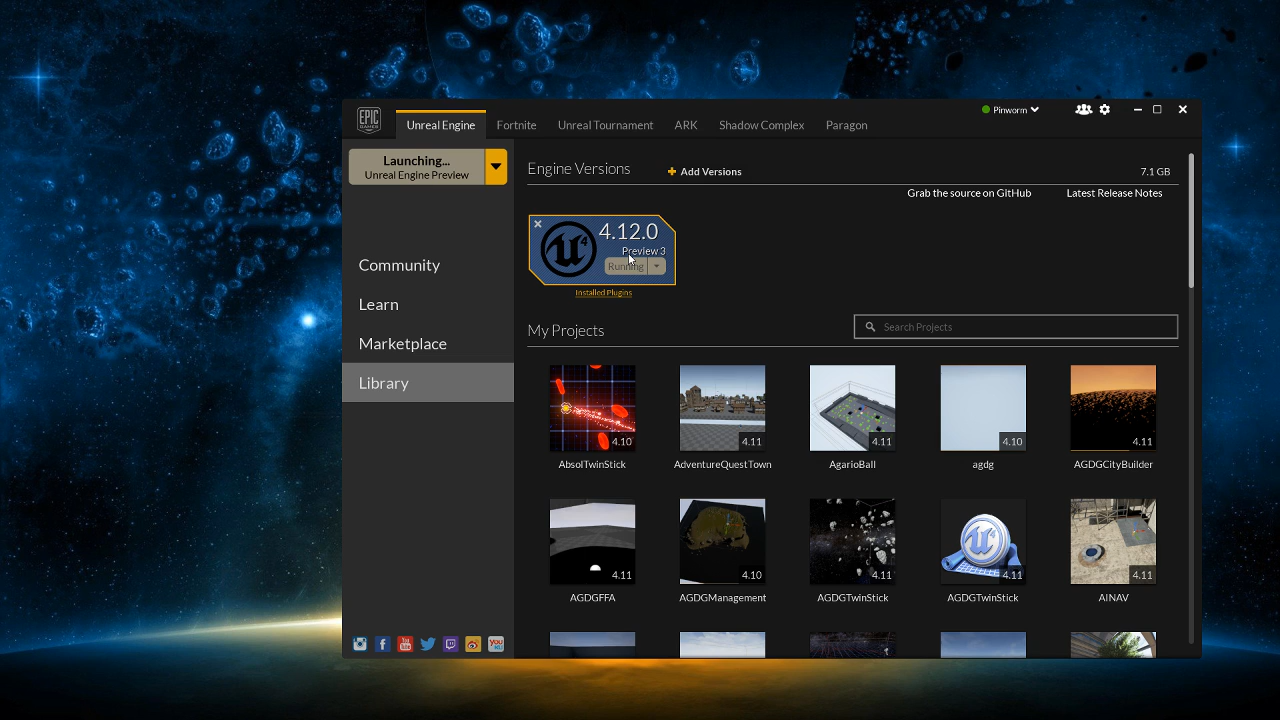 EPIC GAMES
Unreal Engine
Fortnite
Unreal Tournament
ARK
Shadow Complex
Paragon
Pinworm
Launching...
Unreal Engine Preview
Engine Versions
Add Versions
7.1 GB
Grab the source on GitHub
Latest Release Notes
4.12.0
Preview 3
Running
Installed Plugins
Community
Learn
Marketplace
Library
My Projects
Search Projects
4.10
4.11
4.11
4.10
4.11
AbsolTwinStick
AdventureQuestTown
AgarioBall
agdg
AGDGCityBuilder
4.11
4.10
4.11
4.11
4.11
AGDGFFA
AGDGManagement
AGDGTwinStick
AGDGTwinStick
AINAV
You Tube
YOU KU